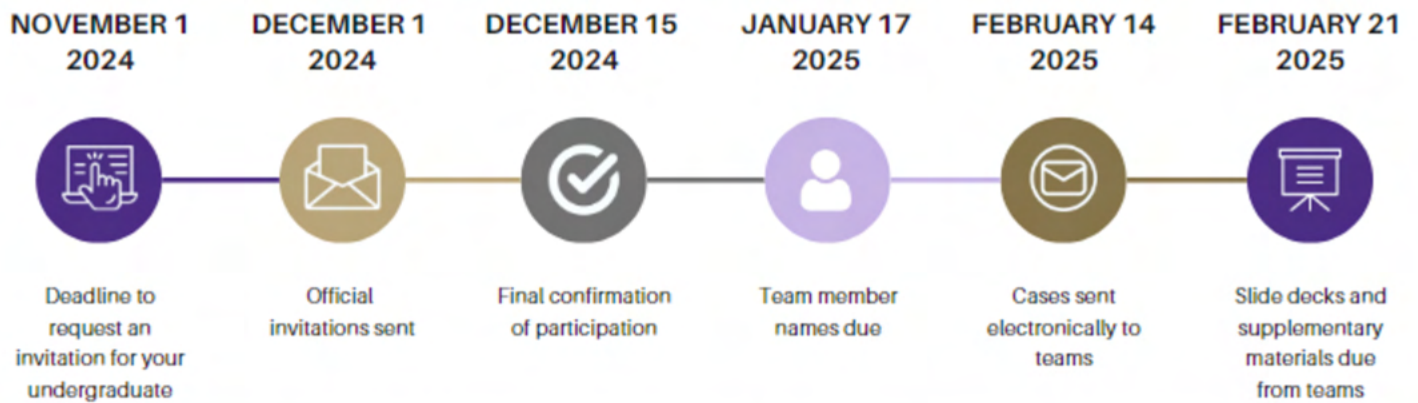 NOVEMBER 1
2024
Deadline to
request an
invitation for your
undergraduate
DECEMBER 1
2024
Official
invitations sent
DECEMBER 15
2024
Final confirmation
of participation
JANUARY 17
2025
Team member
names due
FEBRUARY 14
2025
Cases sent
electronically to
teams
FEBRUARY 21
2025
Slide decks and
supplementary
materials due
from teams